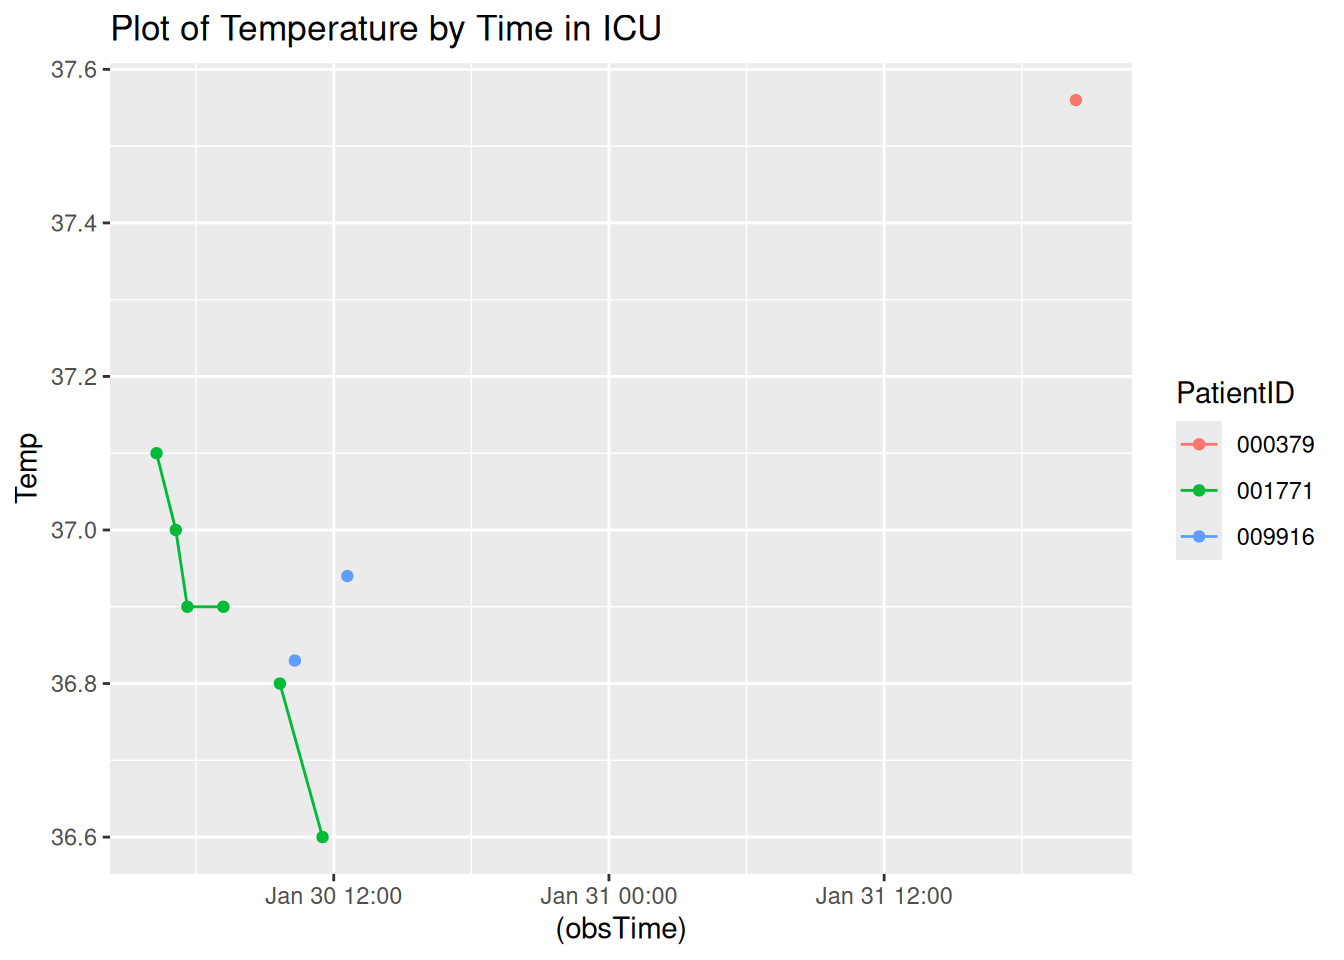 Plot of Temperature by Time in ICU
37.6
37.4
37.2
37.0
36.8
36.6
Temp
Jan 30 12:00
Jan 31 00:00
Jan 31 12:00
(obsTime)
PatientID
000379
001771
009916